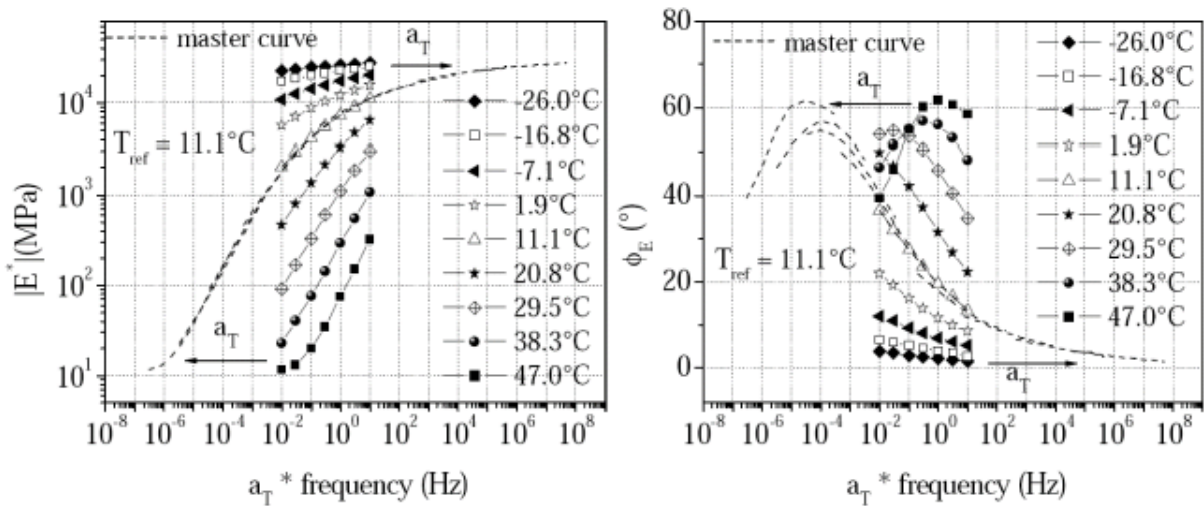 master curve
a_T
T_ref = 11.1°C
-26.0°C
-16.8°C
-7.1°C
1.9°C
11.1°C
20.8°C
29.5°C
38.3°C
47.0°C
a_T
|E*| (MPa)
10^4
10^3
10^2
10^1
10^-8 10^-6 10^-4 10^-2 10^0 10^2 10^4 10^6 10^8
a_T * frequency (Hz)
master curve
a_T
T_ref = 11.1°C
-26.0°C
-16.8°C
-7.1°C
1.9°C
11.1°C
20.8°C
29.5°C
38.3°C
47.0°C
a_T
ϕ_E (°)
80
60
40
20
0
10^-8 10^-6 10^-4 10^-2 10^0 10^2 10^4 10^6 10^8
a_T * frequency (Hz)